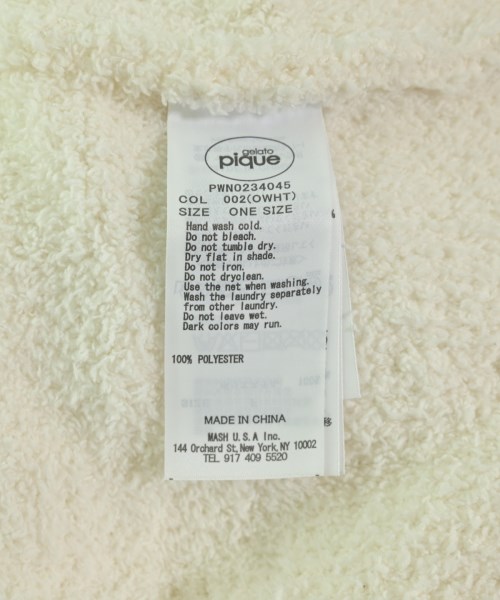 gelato
pique
PWNO234045
COL 002(OWHT)
SIZE ONE SIZE
Hand wash cold.
Do not bleach.
Do not tumble dry.
Dry flat in shade.
Do not iron.
Do not dryclean.
Use the net when washing.
Wash the laundry separately
from other laundry.
Do not leave wet.
Dark colors may run.
100% POLYESTER
MADE IN CHINA
MASH U.S.A Inc.
144 Orchard St, New York, NY 10002
TEL 917 409 5520